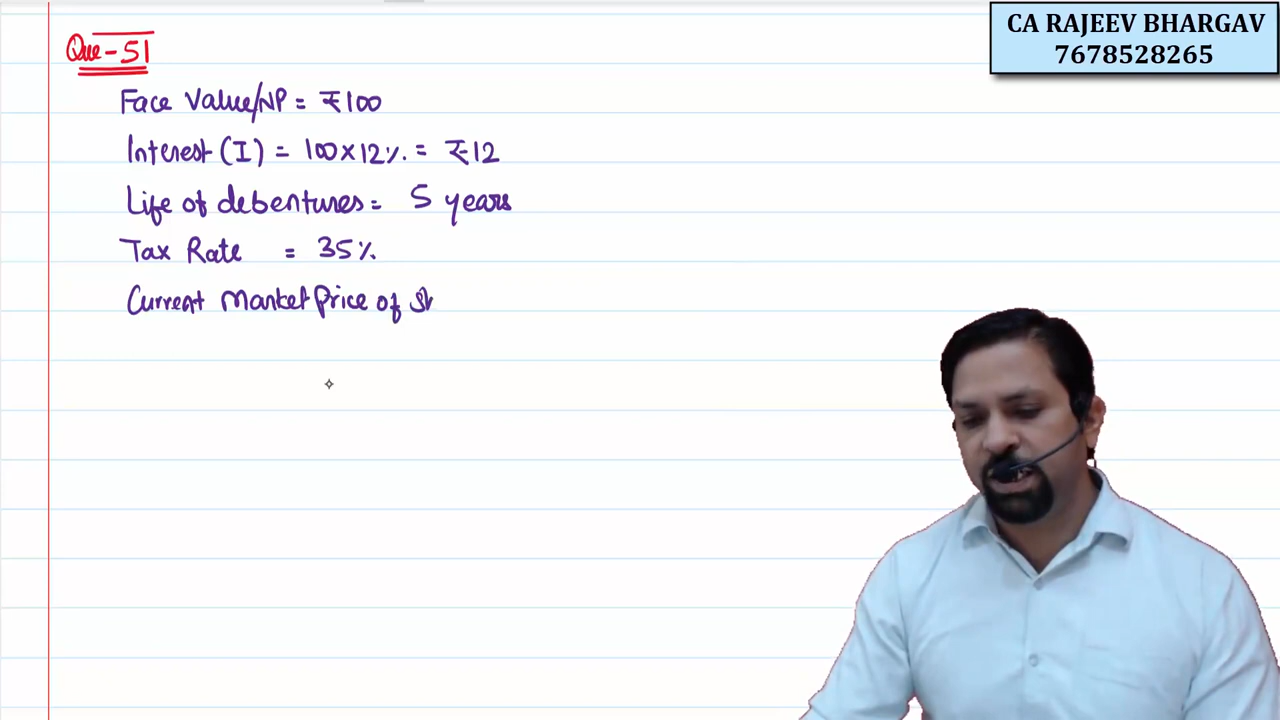 CA RAJEEV BHARGAV
7678528265
Que-51
Face Value/NP = ₹100
Interest (I) = 100×12% = ₹12
Life of debentures = 5 years
Tax Rate = 35%
Current Market Price of Sh